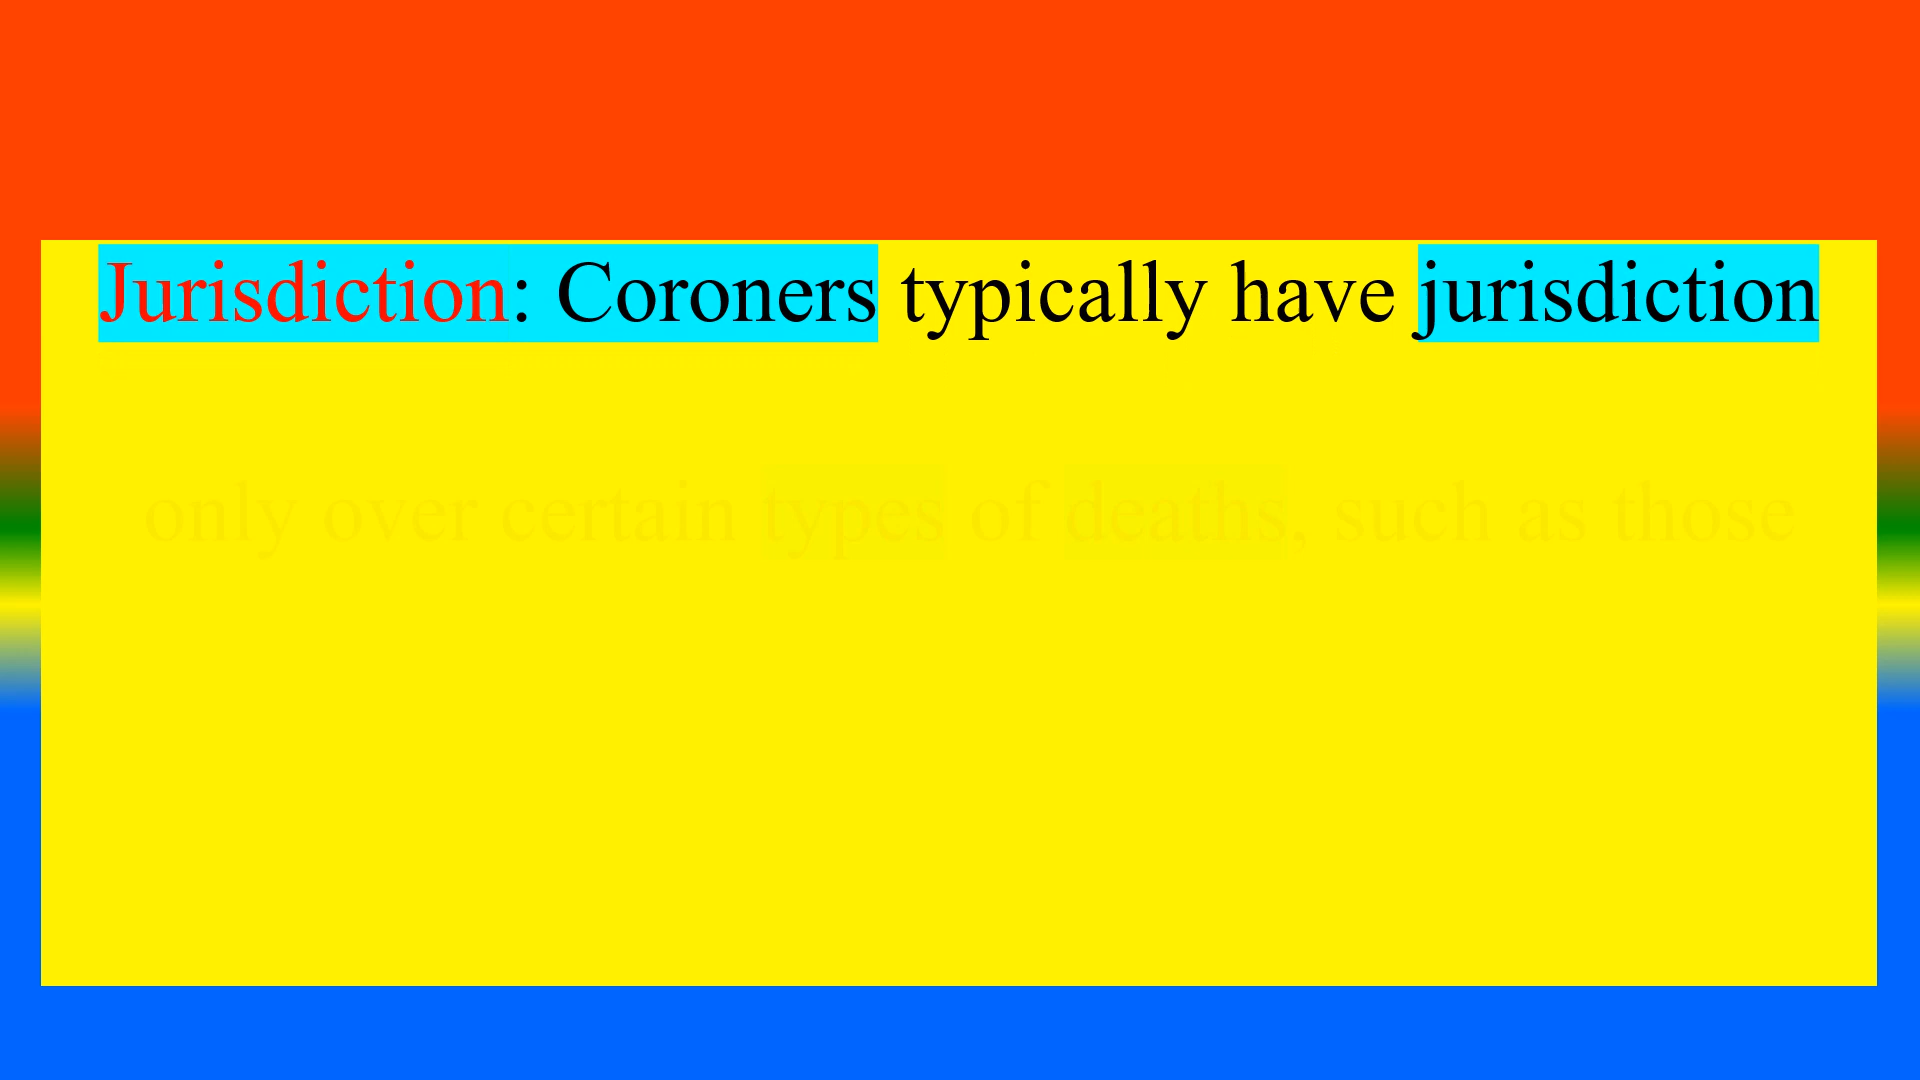 Jurisdiction: Coroners typically have jurisdiction
only over certain types of deaths, such as those